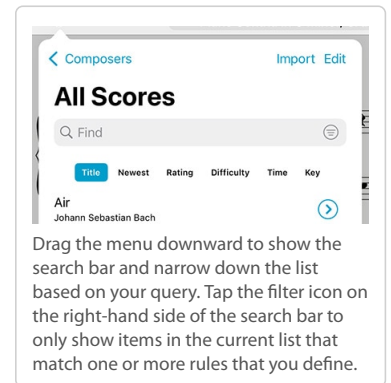 Composers
Import Edit
All Scores
Find
Title Newest Rating Difficulty Time Key
Air
Johann Sebastian Bach
Drag the menu downward to show the
search bar and narrow down the list
based on your query. Tap the filter icon on
the right-hand side of the search bar to
only show items in the current list that
match one or more rules that you define.